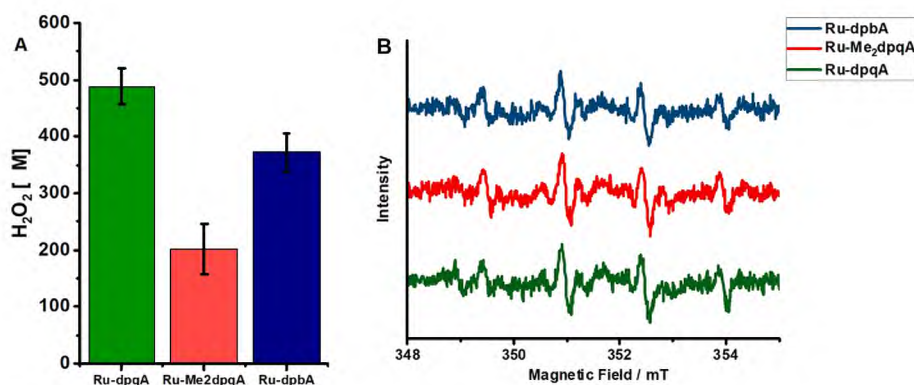 A
600
500
400
300
200
100
0
H₂O₂ [ M]
Ru-dpqA
Ru-Me2dpqA
Ru-dpbA
B
Intensity
348
350
352
354
Magnetic Field / mT
Ru-dpbA
Ru-Me₂dpqA
Ru-dpqA